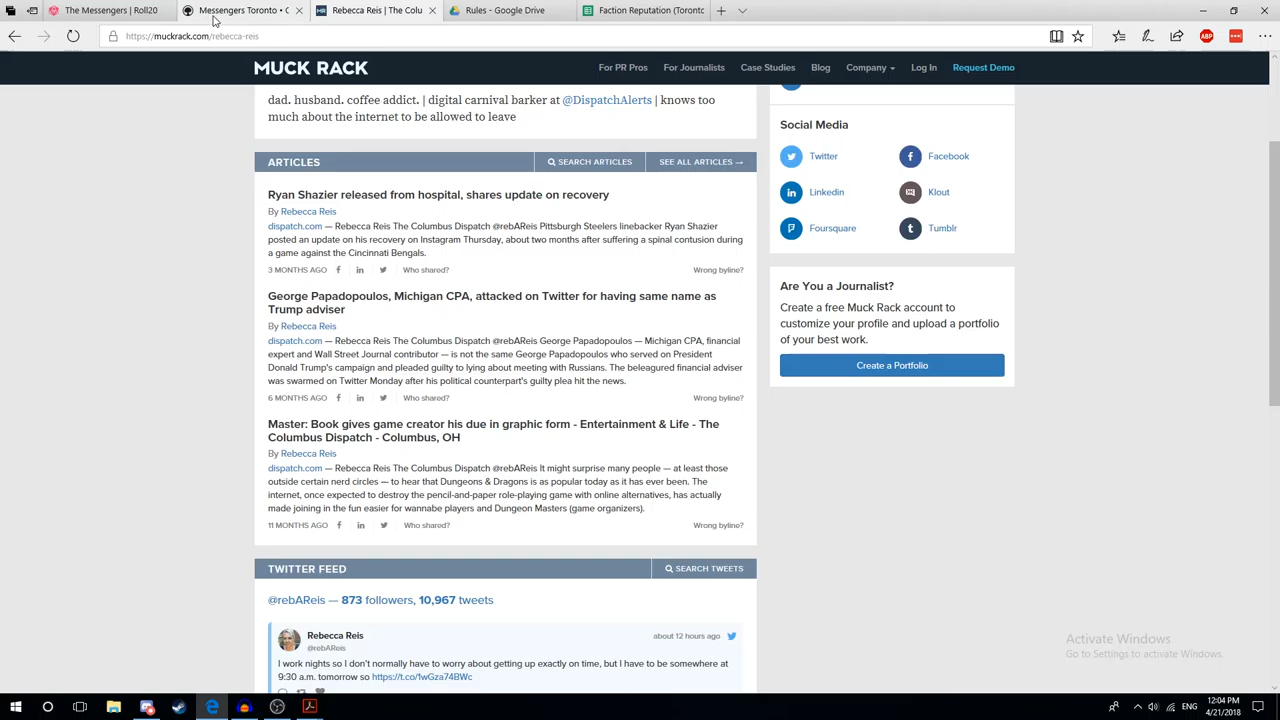 The Messengers | Roll20
Messengers Toronto • C
Rebecca Reis | The Colu
Rules - Google Drive
Faction Reputation (Toronto
https://muckrack.com/rebecca-reis
MUCK RACK
For PR Pros
For Journalists
Case Studies
Blog
Company
Log In
Request Demo
dad. husband. coffee addict. | digital carnival barker at @DispatchAlerts | knows too
much about the internet to be allowed to leave
ARTICLES
SEARCH ARTICLES
SEE ALL ARTICLES →
Ryan Shazier released from hospital, shares update on recovery
By Rebecca Reis
dispatch.com — Rebecca Reis The Columbus Dispatch @rebAReis Pittsburgh Steelers linebacker Ryan Shazier
posted an update on his recovery on Instagram Thursday, about two months after suffering a spinal contusion during
a game against the Cincinnati Bengals.
3 MONTHS AGO
Who shared?
Wrong byline?
George Papadopoulos, Michigan CPA, attacked on Twitter for having same name as
Trump adviser
By Rebecca Reis
dispatch.com — Rebecca Reis The Columbus Dispatch @rebAReis George Papadopoulos — Michigan CPA, financial
expert and Wall Street Journal contributor — is not the same George Papadopoulos who served on President
Donald Trump's campaign and pleaded guilty to lying about meeting with Russians. The beleagured financial adviser
was swarmed on Twitter Monday after his political counterpart's guilty plea hit the news.
6 MONTHS AGO
Who shared?
Wrong byline?
Master: Book gives game creator his due in graphic form - Entertainment & Life - The
Columbus Dispatch - Columbus, OH
By Rebecca Reis
dispatch.com — Rebecca Reis The Columbus Dispatch @rebAReis It might surprise many people — at least those
outside certain nerd circles — to hear that Dungeons & Dragons is as popular today as it has ever been. The
internet, once expected to destroy the pencil-and-paper role-playing game with online alternatives, has actually
made joining in the fun easier for wannabe players and Dungeon Masters (game organizers).
11 MONTHS AGO
Who shared?
Wrong byline?
TWITTER FEED
SEARCH TWEETS
@rebAReis — 873 followers, 10,967 tweets
Rebecca Reis
about 12 hours ago
@rebAReis
I work nights so I don't normally have to worry about getting up exactly on time, but I have to be somewhere at
9:30 a.m. tomorrow so https://t.co/1wGza74BWc
Social Media
Twitter
Facebook
Linkedin
Klout
Foursquare
Tumblr
Are You a Journalist?
Create a free Muck Rack account to
customize your profile and upload a portfolio
of your best work.
Create a Portfolio
Activate Windows
Go to Settings to activate Windows.
ENG
12:04 PM
4/21/2018